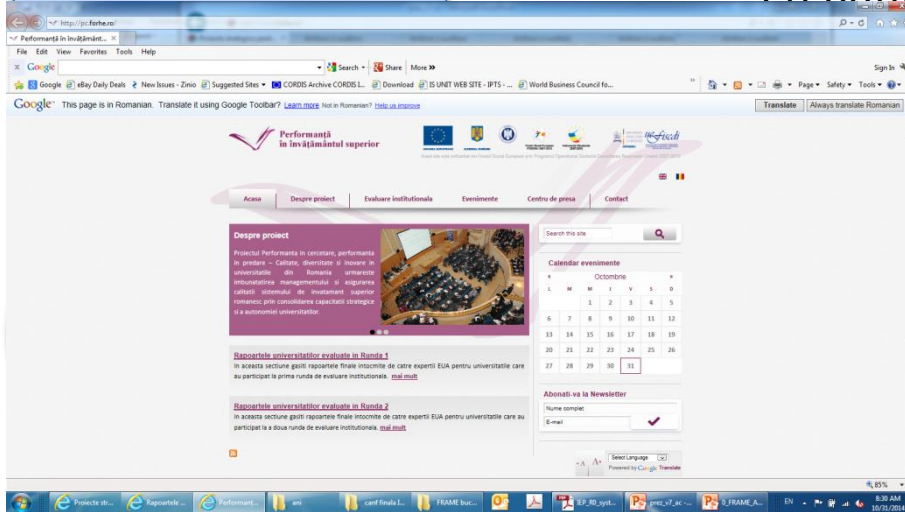 http://pc.forhe.ro/
Performanță în învățământ... X
File Edit View Favorites Tools Help
x Google Search Share More »
Sign In
Google eBay Daily Deals New Issues - Zinio Suggested Sites CORDIS Archive CORDIS L... Download IS UNIT WEB SITE - IPTS - ... World Business Council fo...
Page Safety Tools
Google This page is in Romanian. Translate it using Google Toolbar? Learn more Not in Romanian? Help us improve
Translate Always translate Romanian
Performanță
în învățământul superior
Acasa Despre proiect Evaluare institutionala Evenimente Centru de presa Contact
Despre proiect
Proiectul Performanta in cercetare, performanta
in predare – Calitate, diversitate si inovare in
universitatile din Romania urmareste
imbunatatirea managementului si asigurarea
calitatii sistemului de invatamant superior
romanesc prin consolidarea capacitatii strategice
si a autonomiei universitatilor.
Rapoartele universitatilor evaluate in Runda 1
In aceasta sectiune gasiti rapoartele finale intocmite de catre expertii EUA pentru universitatile care
au participat la prima runda de evaluare institutionala. mai mult
Rapoartele universitatilor evaluate in Runda 2
In aceasta sectiune gasiti rapoartele finale intocmite de catre expertii EUA pentru universitatile care au
participat la a doua runda de evaluare institutionala. mai mult
Search this site
Calendar evenimente
« Octombrie »
L M M J V S D
1 2 3 4 5
6 7 8 9 10 11 12
13 14 15 16 17 18 19
20 21 22 23 24 25 26
27 28 29 30 31
Abonati-va la Newsletter
Nume complet
E-mail
-A A+ Select Language
Powered by Google Translate
85%
Proiecte str... Rapoartele ... Performant... ani carif finala I... FRAME buc... IEP_RO_syst... prez_v7_ac -... 0_FRAME_A... EN 8:30 AM
10/31/2014